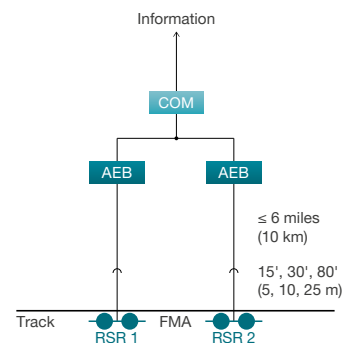 Information
COM
AEB
AEB
≤ 6 miles
(10 km)
15', 30', 80'
(5, 10, 25 m)
Track
FMA
RSR 1
RSR 2